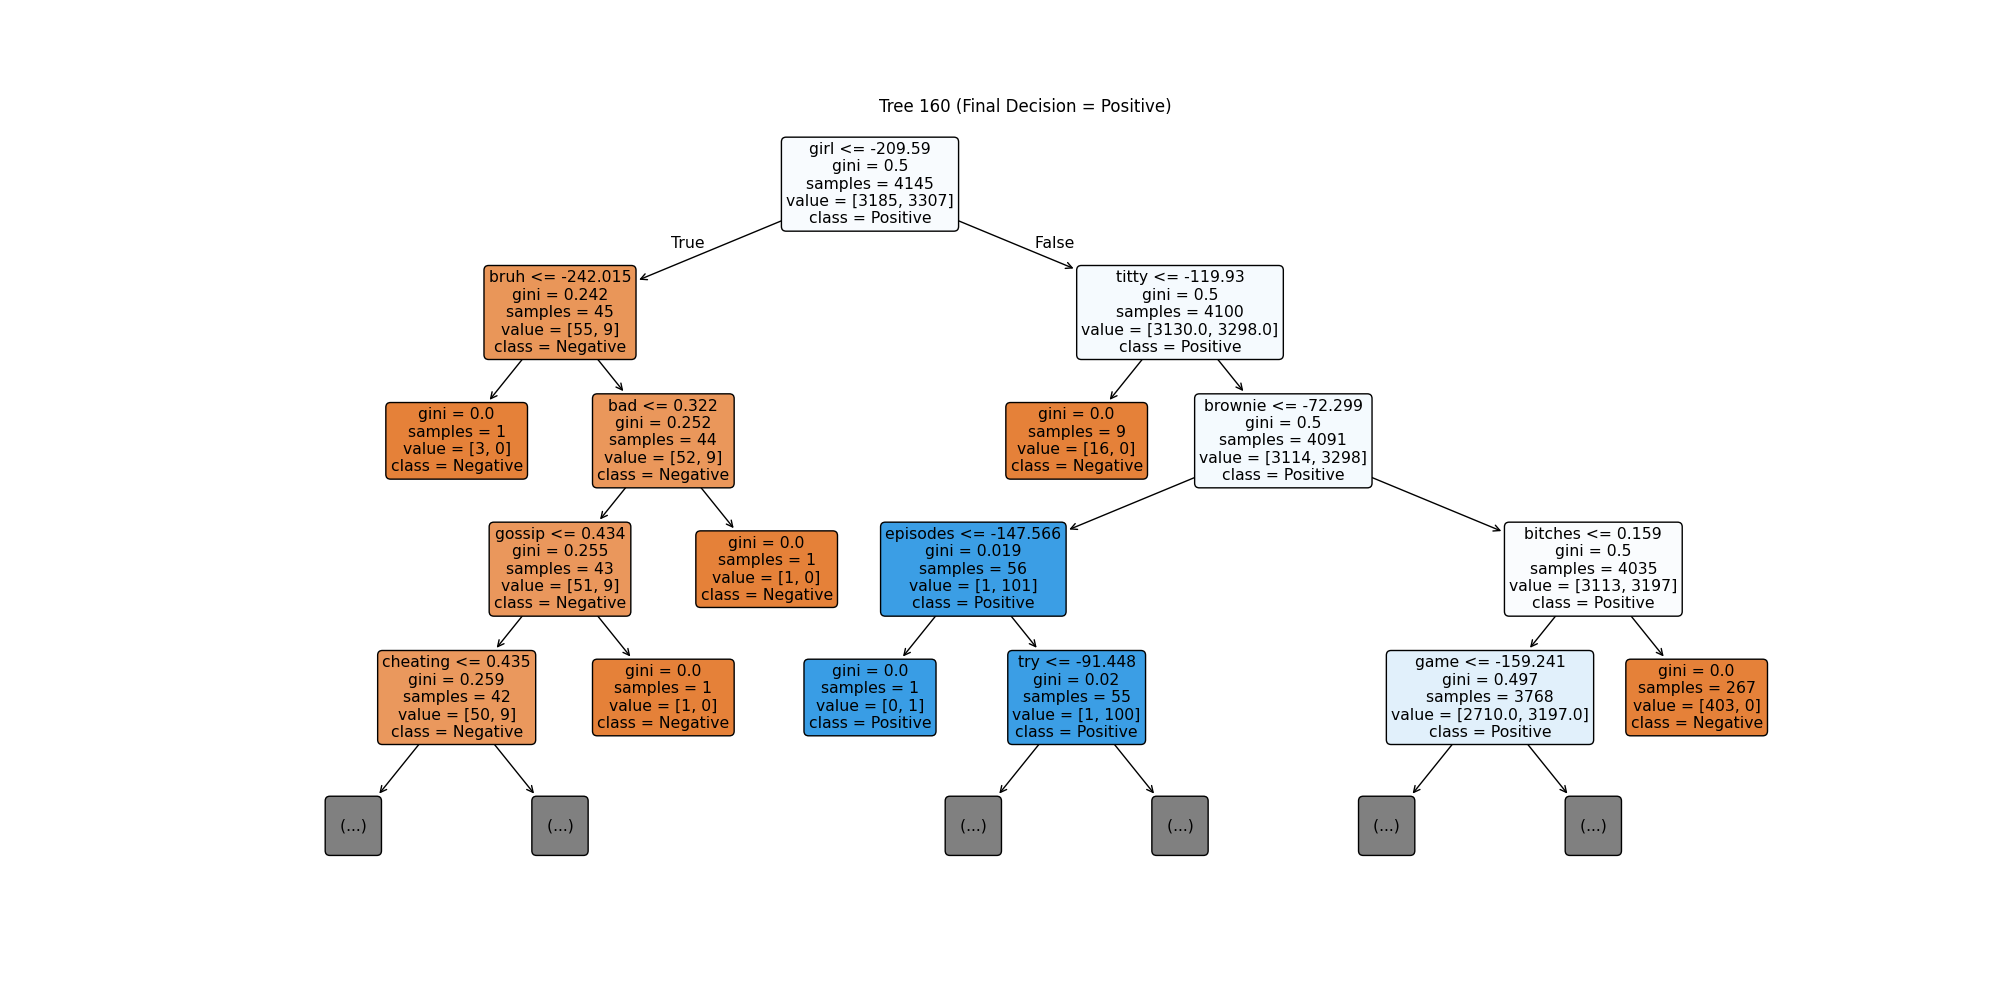 Tree 160 (Final Decision = Positive)
girl <= -209.59
gini = 0.5
samples = 4145
value = [3185, 3307]
class = Positive
True
False
bruh <= -242.015
gini = 0.242
samples = 45
value = [55, 9]
class = Negative
titty <= -119.93
gini = 0.5
samples = 4100
value = [3130.0, 3298.0]
class = Positive
gini = 0.0
samples = 1
value = [3, 0]
class = Negative
bad <= 0.322
gini = 0.252
samples = 44
value = [52, 9]
class = Negative
gini = 0.0
samples = 9
value = [16, 0]
class = Negative
brownie <= -72.299
gini = 0.5
samples = 4091
value = [3114, 3298]
class = Positive
gossip <= 0.434
gini = 0.255
samples = 43
value = [51, 9]
class = Negative
gini = 0.0
samples = 1
value = [1, 0]
class = Negative
episodes <= -147.566
gini = 0.019
samples = 56
value = [1, 101]
class = Positive
bitches <= 0.159
gini = 0.5
samples = 4035
value = [3113, 3197]
class = Positive
cheating <= 0.435
gini = 0.259
samples = 42
value = [50, 9]
class = Negative
gini = 0.0
samples = 1
value = [1, 0]
class = Negative
gini = 0.0
samples = 1
value = [0, 1]
class = Positive
try <= -91.448
gini = 0.02
samples = 55
value = [1, 100]
class = Positive
game <= -159.241
gini = 0.497
samples = 3768
value = [2710.0, 3197.0]
class = Positive
gini = 0.0
samples = 267
value = [403, 0]
class = Negative
(...)
(...)
(...)
(...)
(...)
(...)